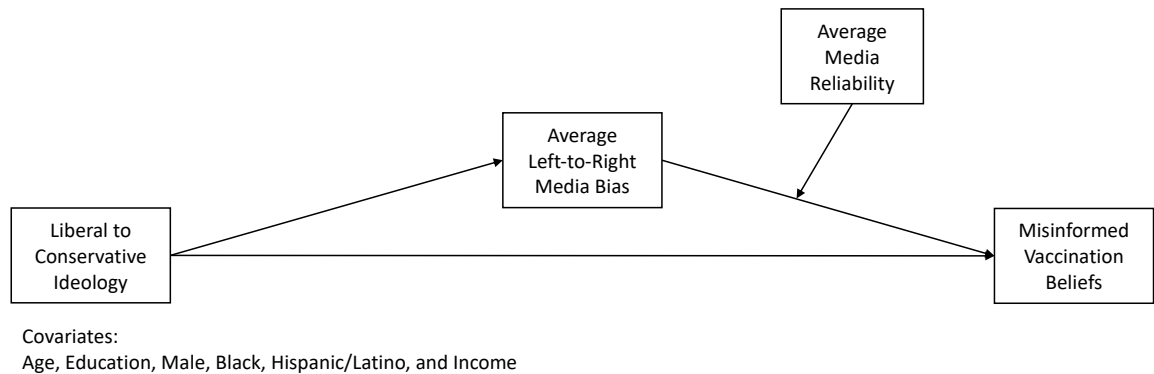 Average
Media
Reliability
Average
Left-to-Right
Media Bias
Liberal to
Conservative
Ideology
Misinformed
Vaccination
Beliefs
Covariates:
Age, Education, Male, Black, Hispanic/Latino, and Income